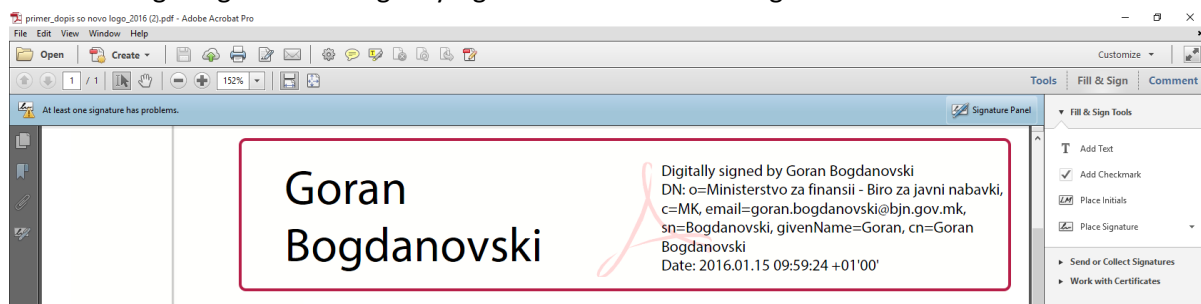 primer_dopis so novo logo_2016 (2).pdf - Adobe Acrobat Pro
File Edit View Window Help
Open Create Customize
1 / 1 152% Tools Fill & Sign Comment
At least one signature has problems. Signature Panel
Fill & Sign Tools
T Add Text
Add Checkmark
Place Initials
Place Signature
Send or Collect Signatures
Work with Certificates
Goran
Bogdanovski
Digitally signed by Goran Bogdanovski
DN: o=Ministerstvo za finansii - Biro za javni nabavki,
c=MK, email=goran.bogdanovski@bjn.gov.mk,
sn=Bogdanovski, givenName=Goran, cn=Goran
Bogdanovski
Date: 2016.01.15 09:59:24 +01'00'